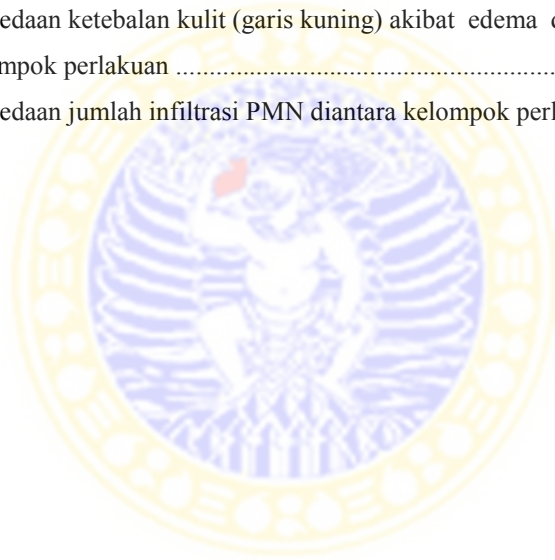 edaan ketebalan kulit (garis kuning) akibat edema
mpok perlakuan ......................................................
edaan jumlah infiltrasi PMN diantara kelompok perl